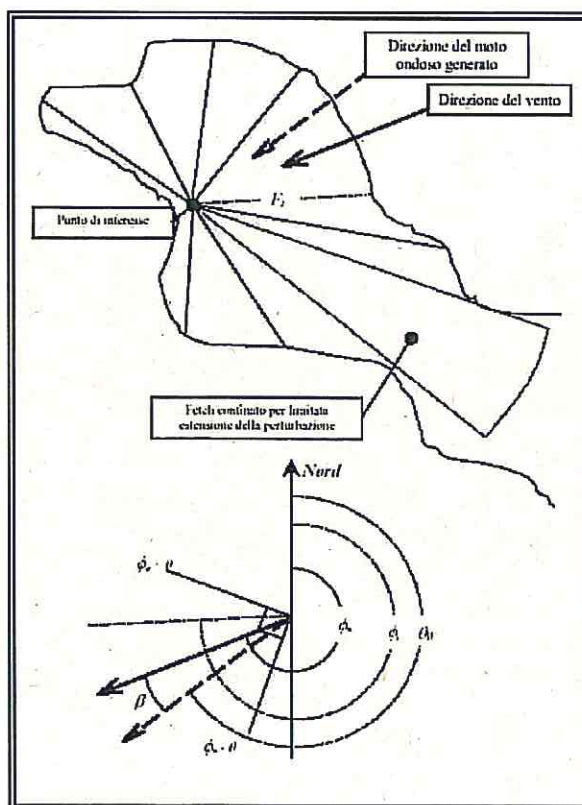 Direzione del moto
ondoso generato
Direzione del vento
Punto di interesse
Fetch confinato per limitata
estensione della perturbazione
Nord
β